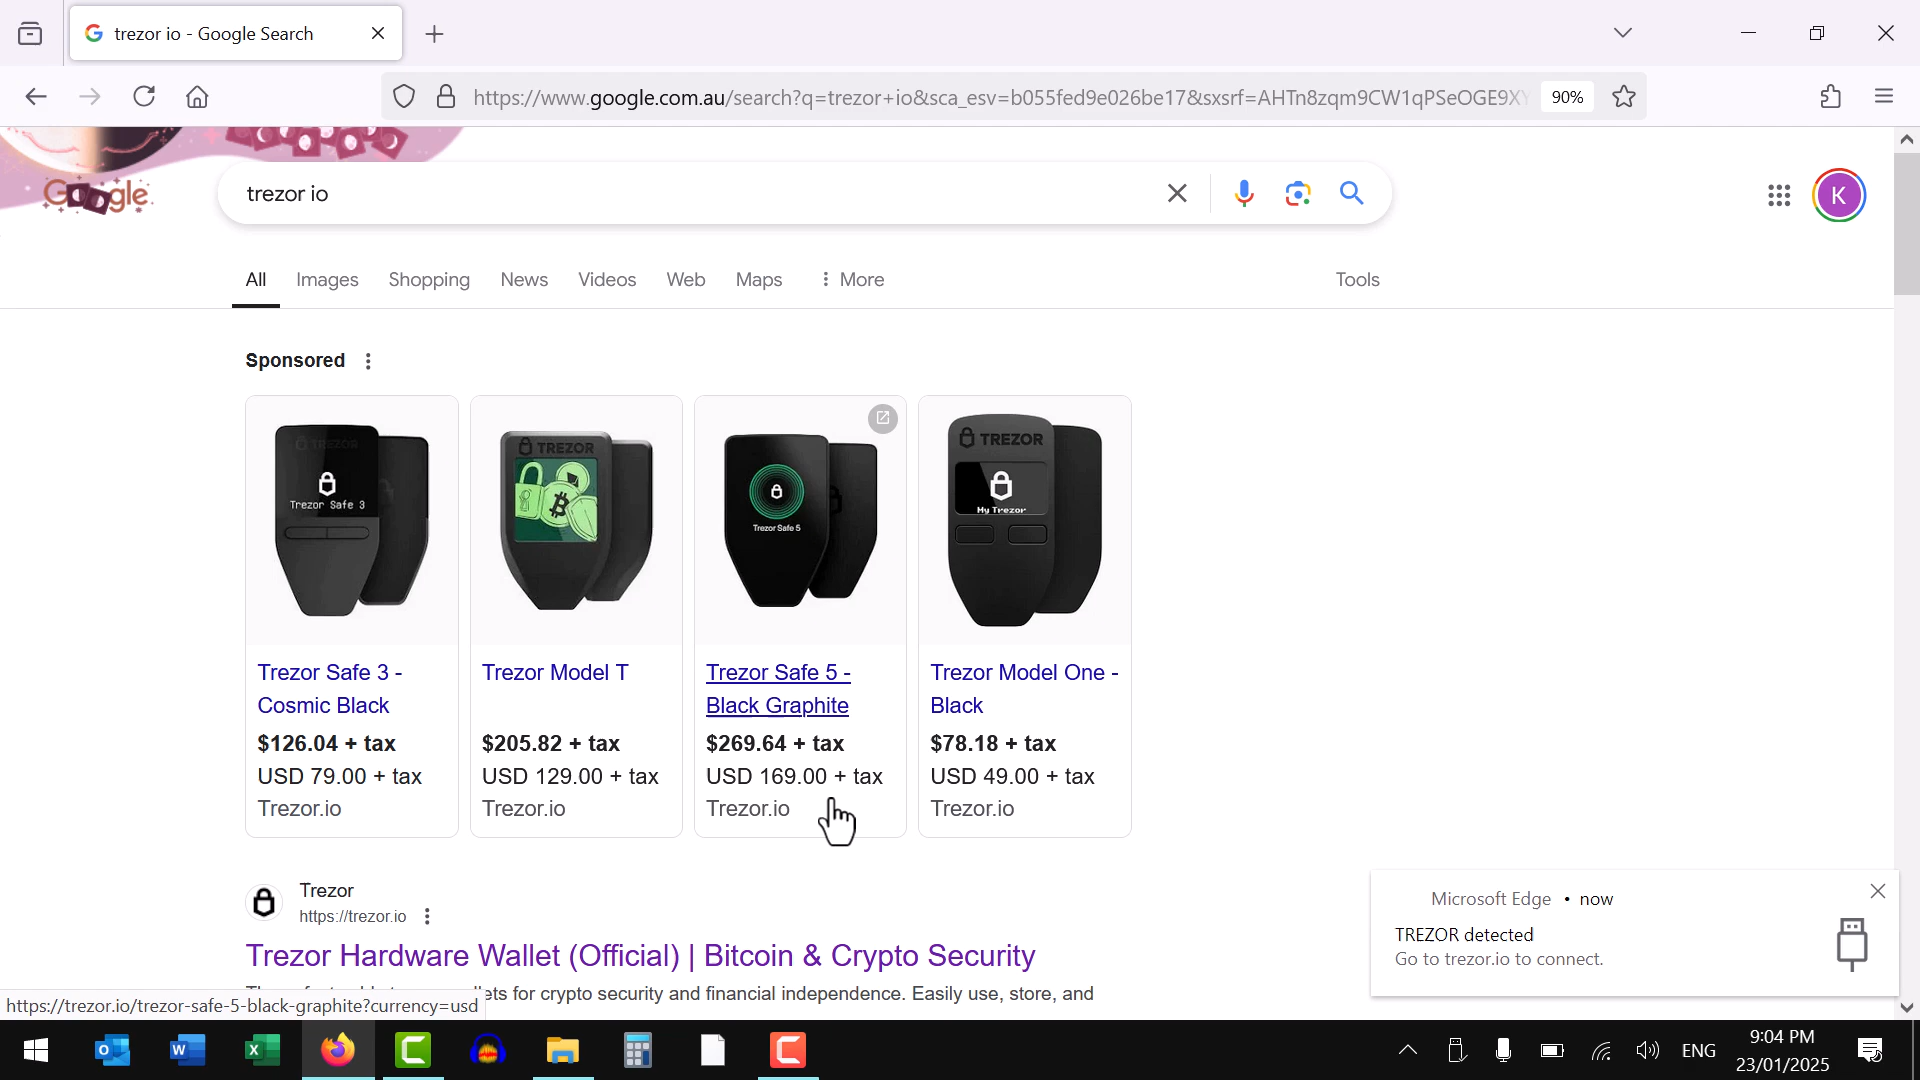 trezor io - Google Search
https://www.google.com.au/search?q=trezor+io&sca_esv=b055fed9e026be17&sxsrf=AHTn8zqm9CW1qPSeOGE9XY
90%
Google
trezor io
K
All Images Shopping News Videos Web Maps More Tools
Sponsored
TREZOR
Trezor Safe 3
TREZOR
Trezor Safe 5
TREZOR
My Trezor
Trezor Safe 3 -
Cosmic Black
$126.04 + tax
USD 79.00 + tax
Trezor.io
Trezor Model T
$205.82 + tax
USD 129.00 + tax
Trezor.io
Trezor Safe 5 -
Black Graphite
$269.64 + tax
USD 169.00 + tax
Trezor.io
Trezor Model One -
Black
$78.18 + tax
USD 49.00 + tax
Trezor.io
Trezor
https://trezor.io
Trezor Hardware Wallet (Official) | Bitcoin & Crypto Security
lets for crypto security and financial independence. Easily use, store, and
https://trezor.io/trezor-safe-5-black-graphite?currency=usd
Microsoft Edge • now
TREZOR detected
Go to trezor.io to connect.
ENG
9:04 PM
23/01/2025